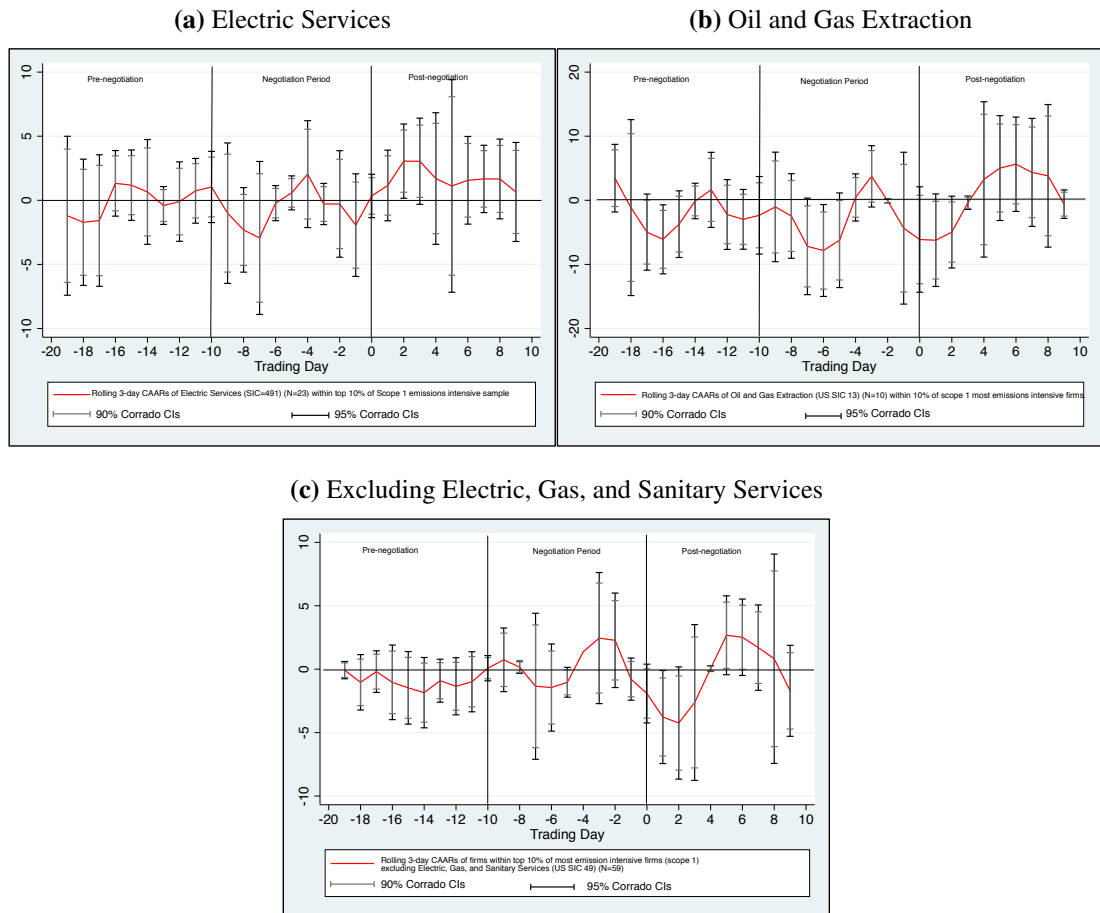 (a) Electric Services
(b) Oil and Gas Extraction
10
5
0
-5
-10
Pre-negotiation
Negotiation Period
Post-negotiation
-20 -18 -16 -14 -12 -10 -8 -6 -4 -2 0 2 4 6 8 10
Trading Day
Rolling 3-day CAARs of Electric Services (SIC=491) (N=23) within top 10% of Scope 1 emissions intensive sample
90% Corrado CIs
95% Corrado CIs
20
10
0
-10
-20
Pre-negotiation
Negotiation Period
Post-negotiation
-20 -18 -16 -14 -12 -10 -8 -6 -4 -2 0 2 4 6 8 10
Trading Day
Rolling 3-day CAARs of Oil and Gas Extraction (US SIC 13) (N=10) within 10% of scope 1 most emissions intensive firms.
90% Corrado CIs
95% Corrado CIs
(c) Excluding Electric, Gas, and Sanitary Services
10
5
0
-5
-10
Pre-negotiation
Negotiation Period
Post-negotiation
-20 -18 -16 -14 -12 -10 -8 -6 -4 -2 0 2 4 6 8 10
Trading Day
Rolling 3-day CAARs of firms within top 10% of most emission intensive firms (scope 1)
excluding Electric, Gas, and Sanitary Services (US SIC 49) (N=59)
90% Corrado CIs
95% Corrado CIs